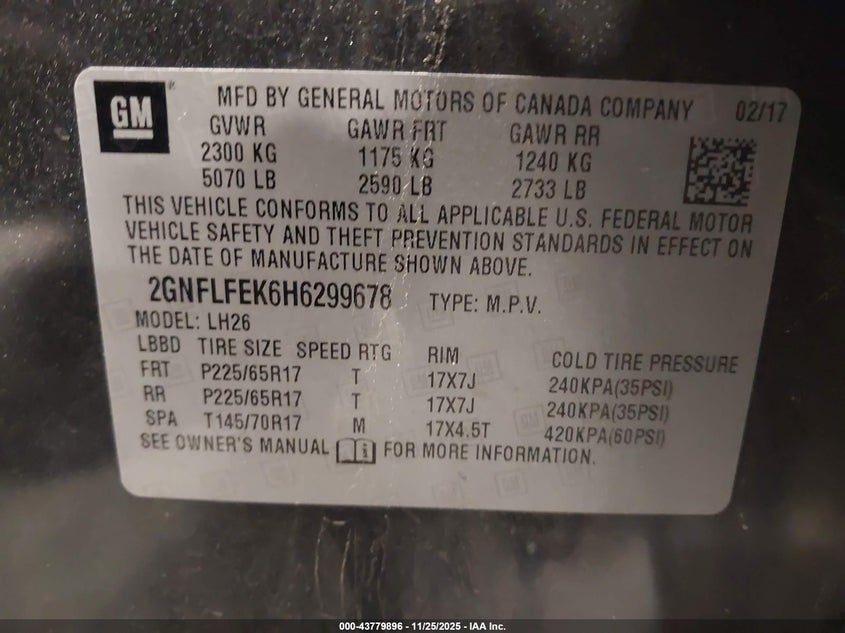 GM
MFD BY GENERAL MOTORS OF CANADA COMPANY 02/17
GVWR GAWR FRT GAWR RR
2300 KG 1175 KG 1240 KG
5070 LB 2590 LB 2733 LB
THIS VEHICLE CONFORMS TO ALL APPLICABLE U.S. FEDERAL MOTOR
VEHICLE SAFETY AND THEFT PREVENTION STANDARDS IN EFFECT ON
THE DATE OF MANUFACTURE SHOWN ABOVE.
2GNFLFEK6H6299678 TYPE: M.P.V.
MODEL: LH26
LBBD TIRE SIZE SPEED RTG RIM COLD TIRE PRESSURE
FRT P225/65R17 T 17X7J 240KPA(35PSI)
RR P225/65R17 T 17X7J 240KPA(35PSI)
SPA T145/70R17 M 17X4.5T 420KPA(60PSI)
SEE OWNER'S MANUAL FOR MORE INFORMATION.
000-43779896 - 11/25/2025 - IAA Inc.